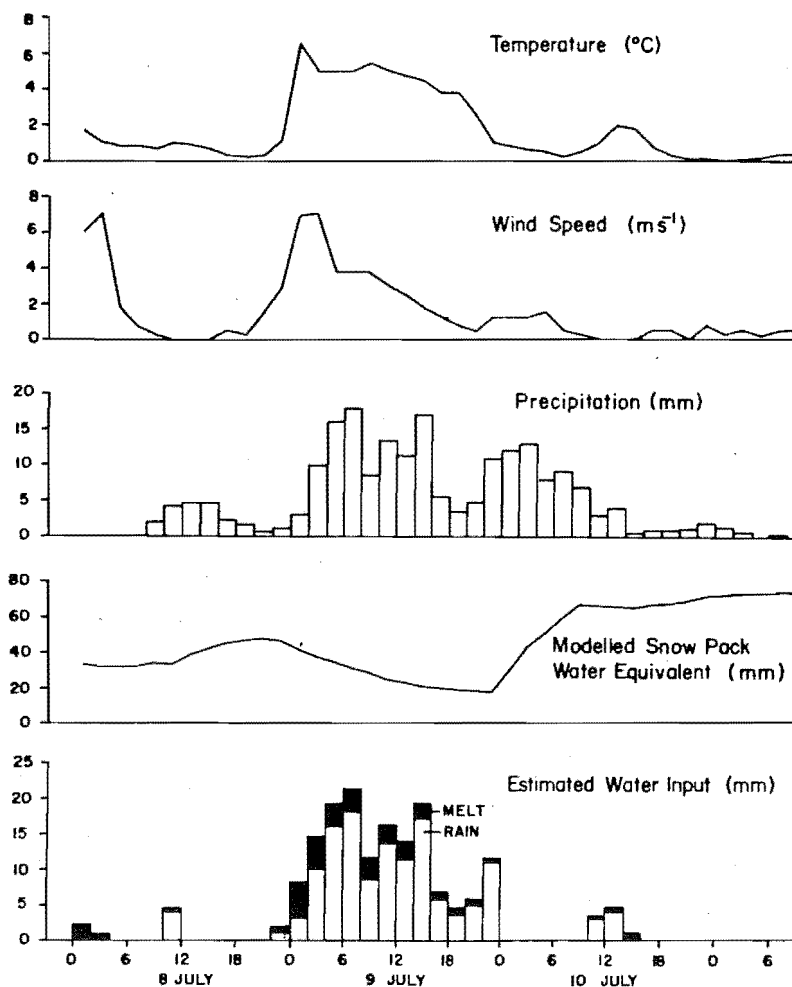 8
6
4
2
0
Temperature (°C)
8
6
4
2
0
Wind Speed (m s⁻¹)
20
15
10
5
0
Precipitation (mm)
80
60
40
20
0
Modelled Snow Pack
Water Equivalent (mm)
25
20
15
10
5
0
Estimated Water Input (mm)
MELT
RAIN
0 6 12 18 0 6 12 18 0 6 12 18 0 6
8 JULY 9 JULY 10 JULY